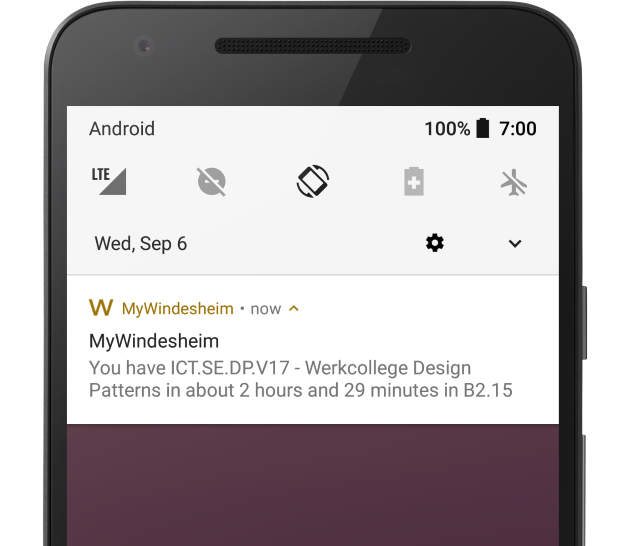 Android 100% 7:00
LTE
Wed, Sep 6
W MyWindesheim • now
MyWindesheim
You have ICT.SE.DP.V17 - Werkcollege Design
Patterns in about 2 hours and 29 minutes in B2.15